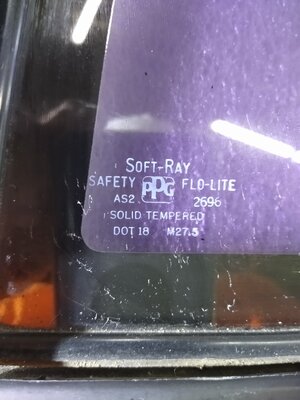 SOFT-RAY
SAFETY PPG FLO-LITE
AS2 2696
SOLID TEMPERED
DOT 18 M27.5